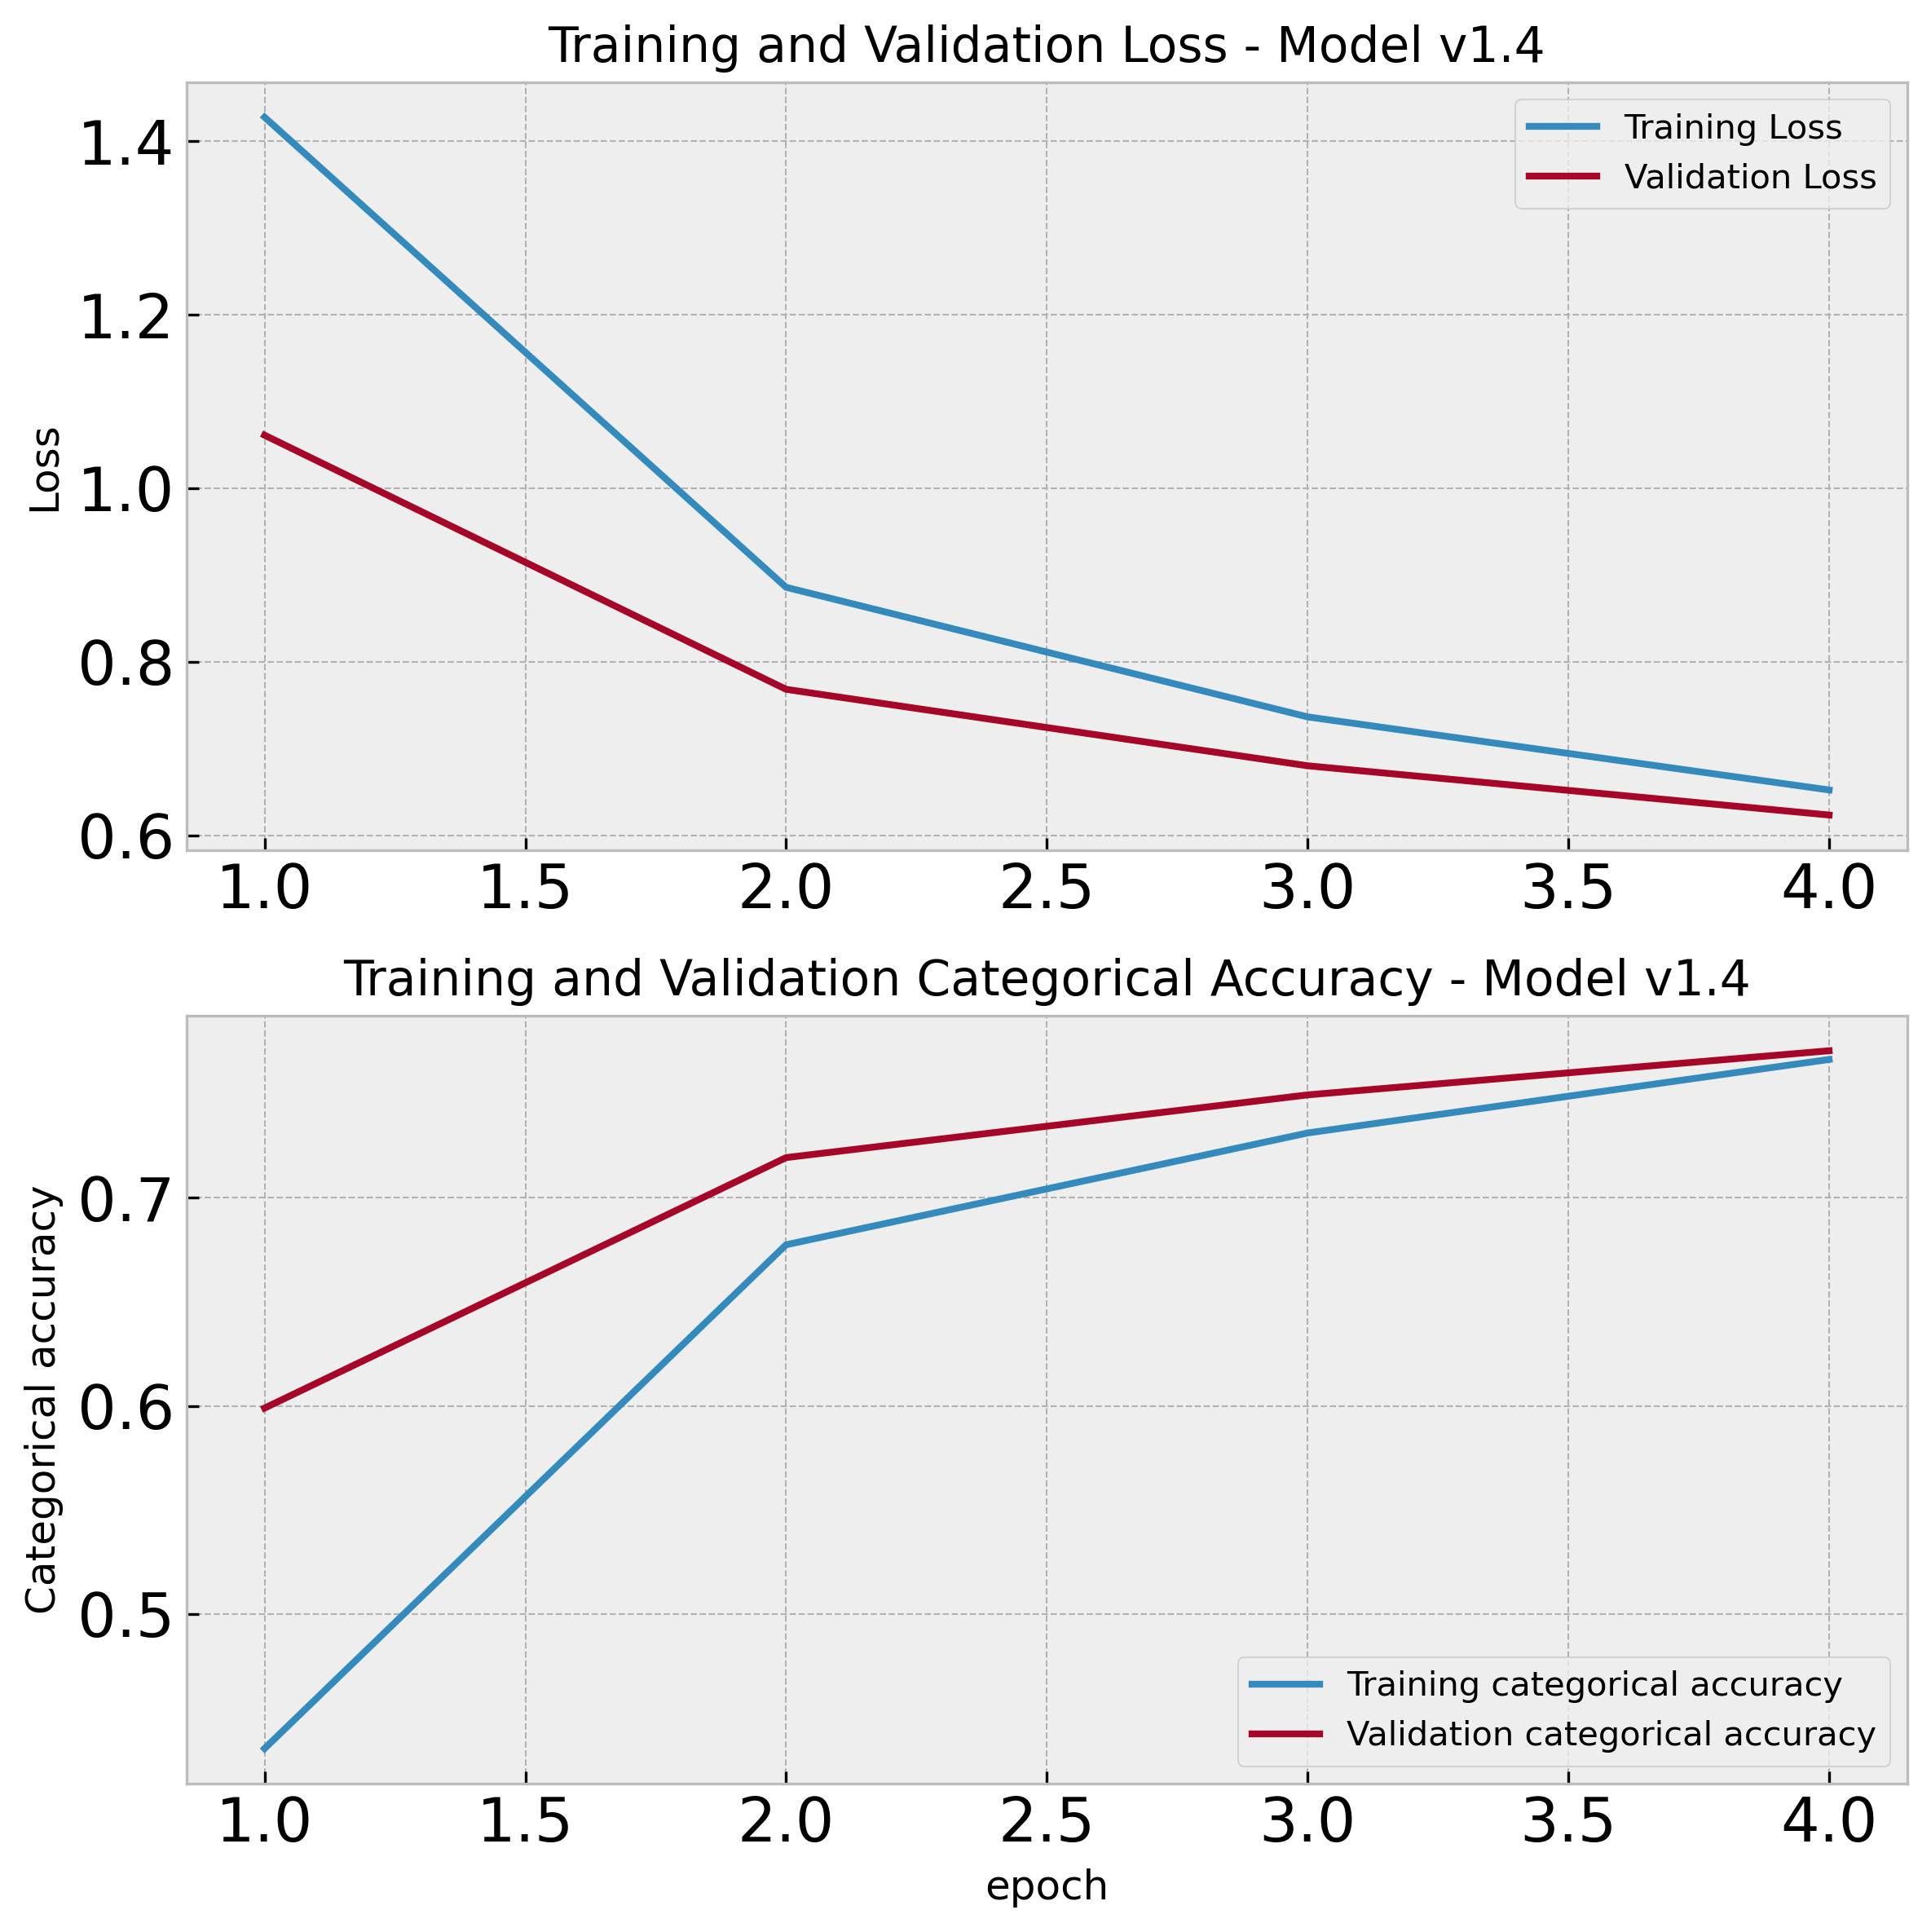 Training and Validation Loss - Model v1.4
Loss
1.4
1.2
1.0
0.8
0.6
Training Loss
Validation Loss
1.0 1.5 2.0 2.5 3.0 3.5 4.0
Training and Validation Categorical Accuracy - Model v1.4
Categorical accuracy
0.7
0.6
0.5
Training categorical accuracy
Validation categorical accuracy
1.0 1.5 2.0 2.5 3.0 3.5 4.0
epoch